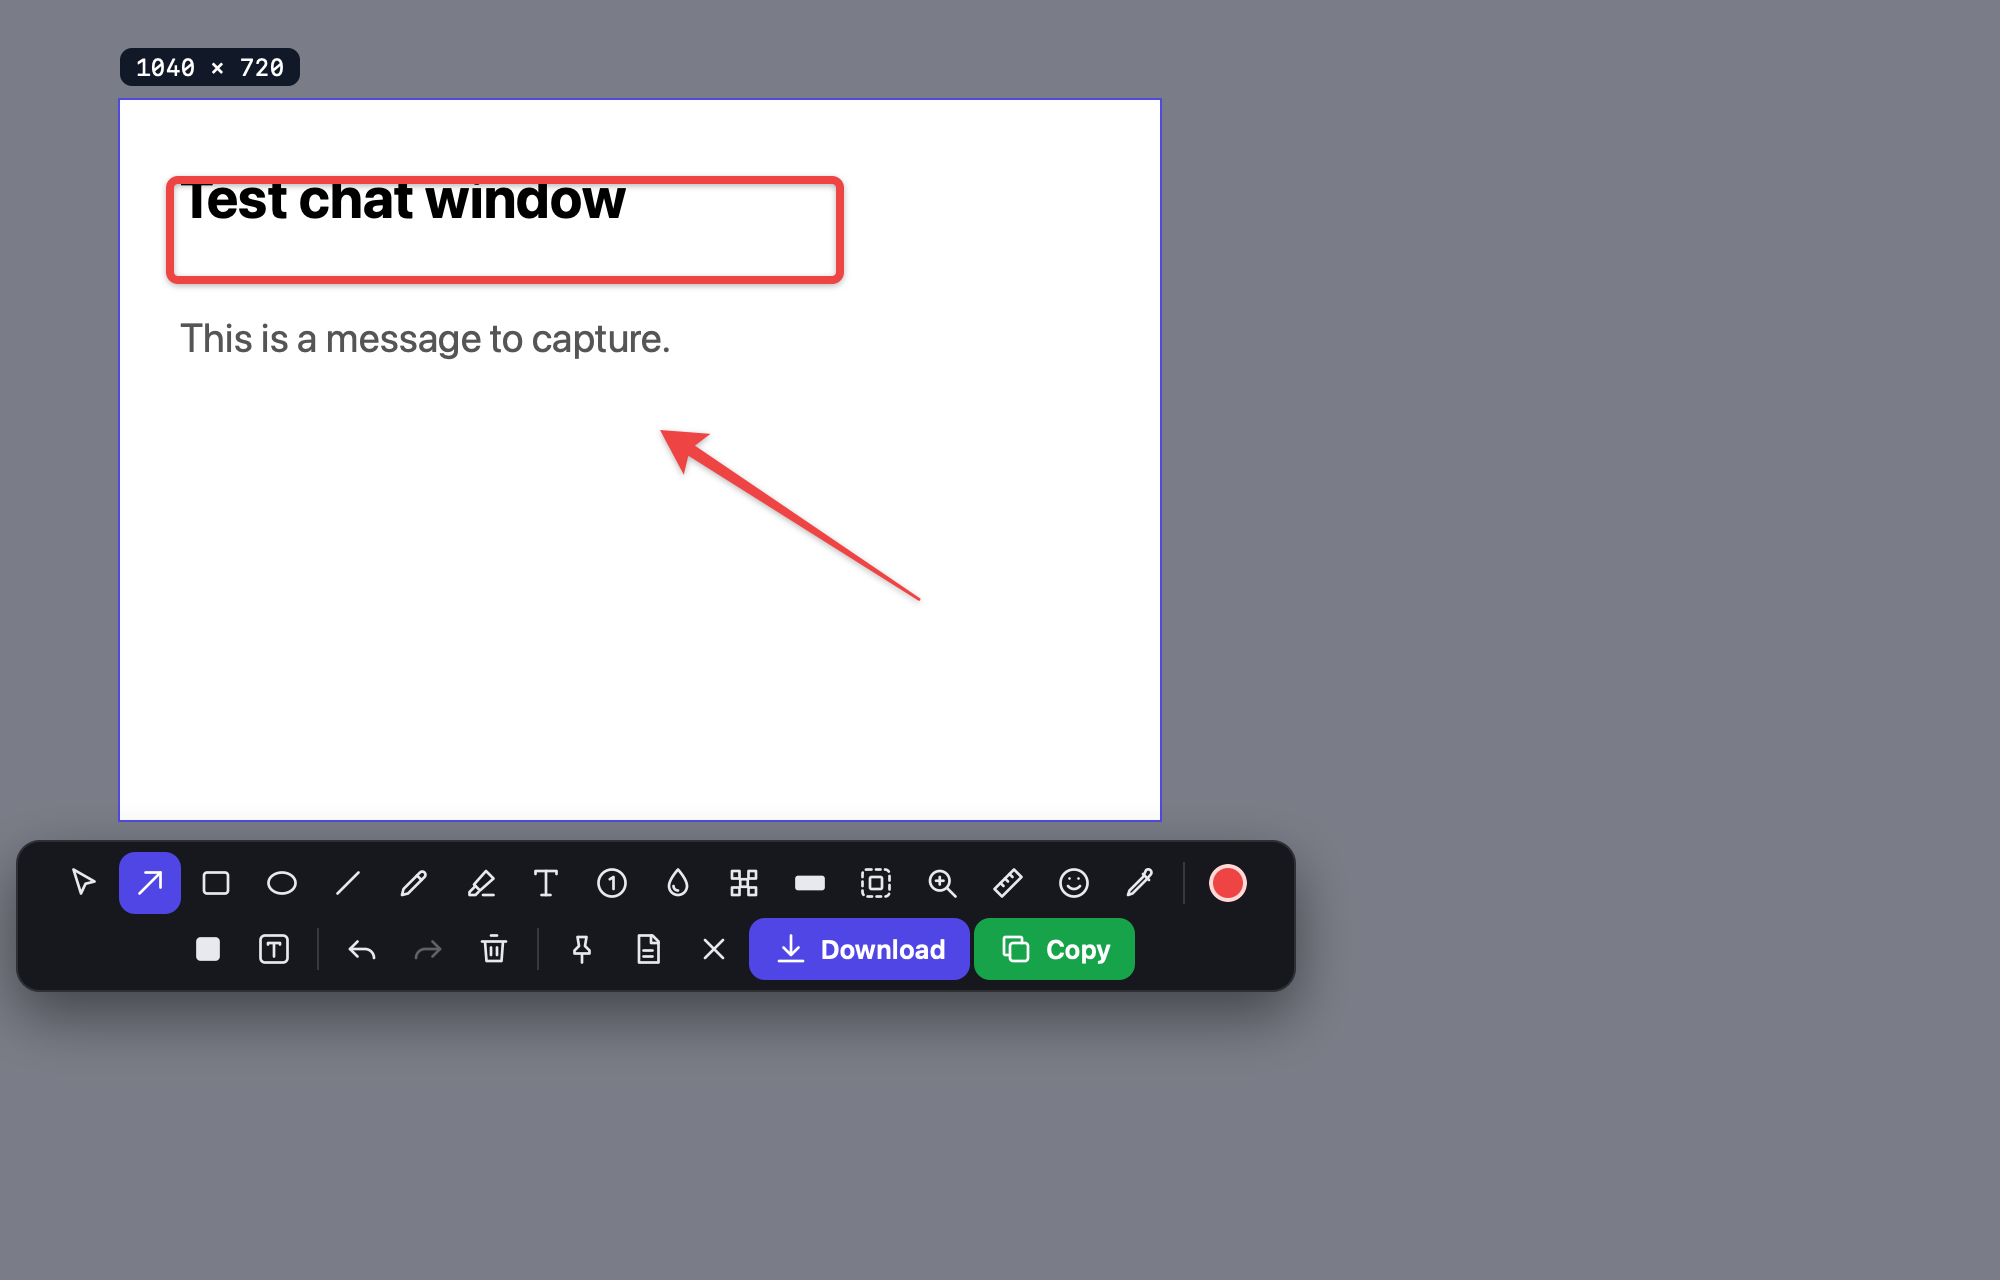 1040 × 720
Test chat window
This is a message to capture.
Download
Copy